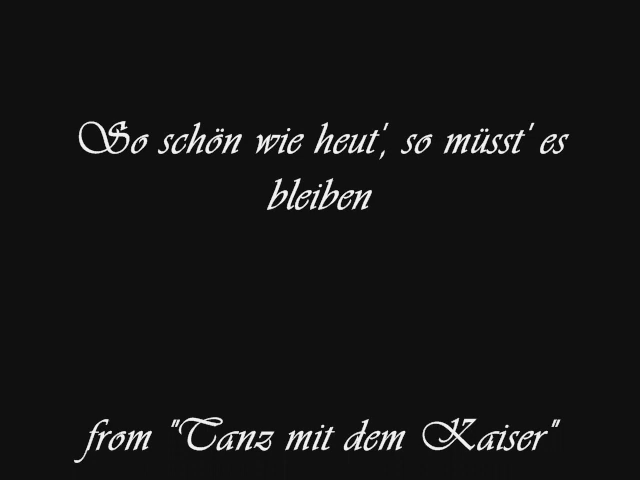 So schön wie heut', so müsst' es
bleiben
from "Tanz mit dem Kaiser"